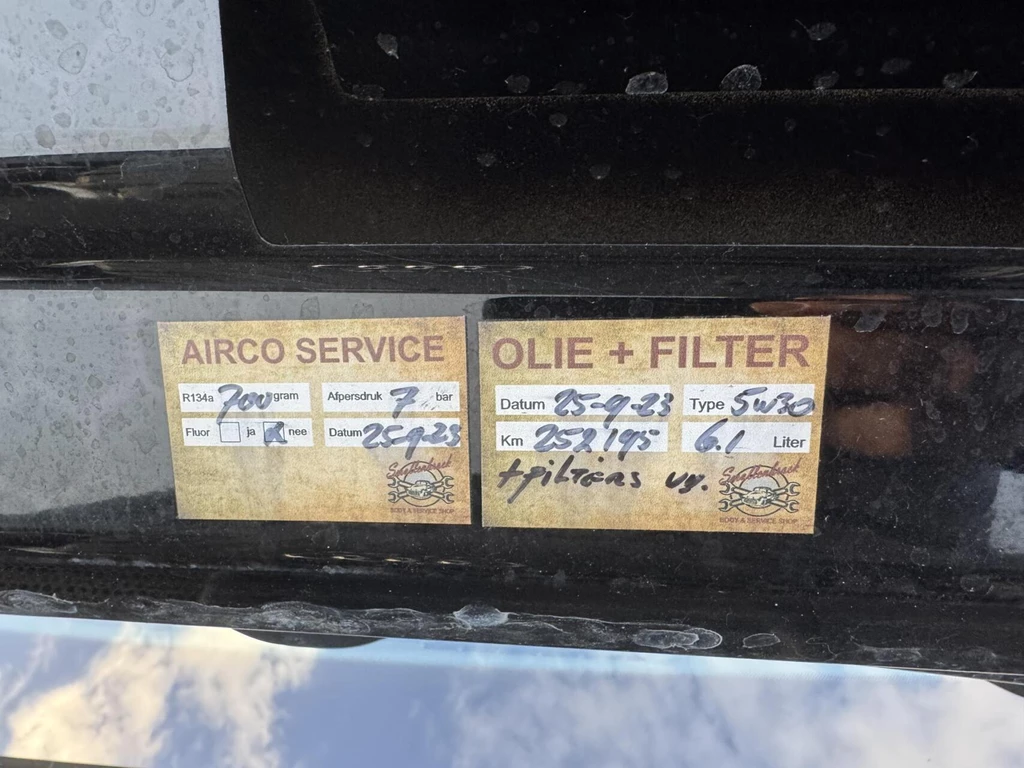 AIRCO SERVICE
R134a 700 gram Afpersdruk 7 bar
Fluor ja nee Datum 25-9-23
BODY & SERVICE SHOP
OLIE + FILTER
Datum 25-9-23 Type 5W30
Km 252195 6.1 Liter
+ FILTERS vv.
BODY & SERVICE SHOP